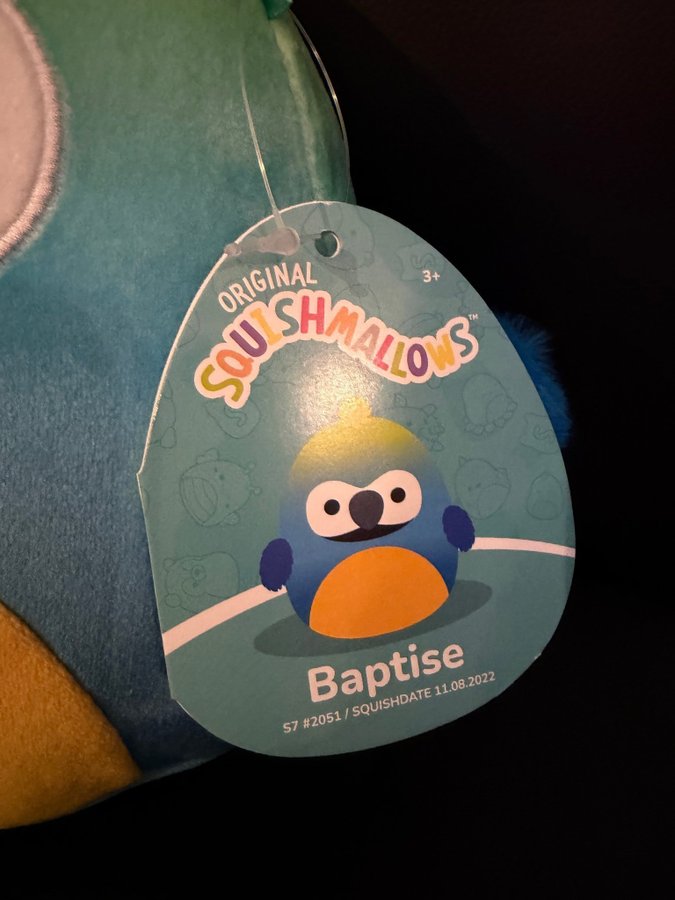 3+
ORIGINAL
SQUISHMALLOWS™
Baptise
S7 #2051 / SQUISHDATE 11.08.2022